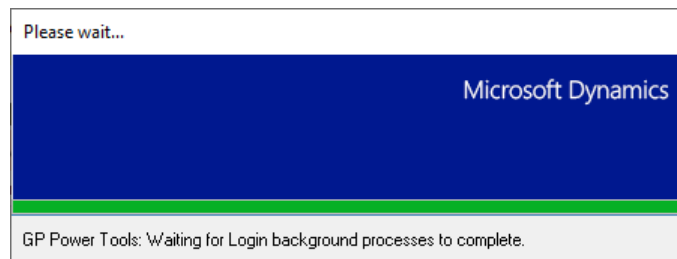 Please wait...
Microsoft Dynamics
GP Power Tools: Waiting for Login background processes to complete.